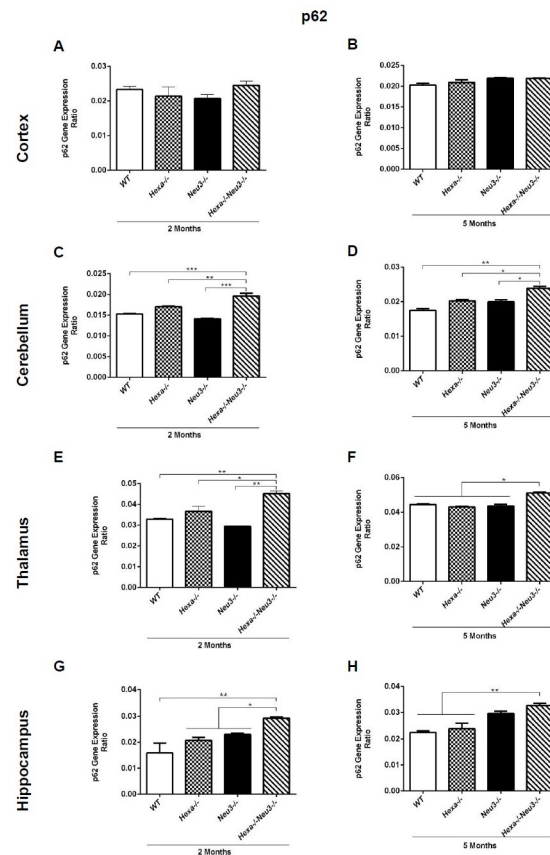 p62
A
B
Cortex
p62 Gene Expression
Ratio
0.03
0.02
0.01
0.00
WT
Hexa-/-
Neu3-/-
Hexa-/-Neu3-/-
2 Months
p62 Gene Expression
Ratio
0.025
0.020
0.015
0.010
0.005
0.000
WT
Hexa-/-
Neu3-/-
Hexa-/-Neu3-/-
5 Months
C
D
Cerebellum
p62 Gene Expression
Ratio
0.025
0.020
0.015
0.010
0.005
0.000
***
**
***
WT
Hexa-/-
Neu3-/-
Hexa-/-Neu3-/-
2 Months
p62 Gene Expression
Ratio
0.03
0.02
0.01
0.00
**
*
*
WT
Hexa-/-
Neu3-/-
Hexa-/-Neu3-/-
5 Months
E
F
Thalamus
p62 Gene Expression
Ratio
0.05
0.04
0.03
0.02
0.01
0.00
**
*
**
WT
Hexa-/-
Neu3-/-
Hexa-/-Neu3-/-
2 Months
p62 Gene Expression
Ratio
0.06
0.04
0.02
0.00
*
WT
Hexa-/-
Neu3-/-
Hexa-/-Neu3-/-
5 Months
G
H
Hippocampus
p62 Gene Expression
Ratio
0.04
0.03
0.02
0.01
0.00
**
*
WT
Hexa-/-
Neu3-/-
Hexa-/-Neu3-/-
2 Months
p62 Gene Expression
Ratio
0.04
0.03
0.02
0.01
0.00
**
WT
Hexa-/-
Neu3-/-
Hexa-/-Neu3-/-
5 Months